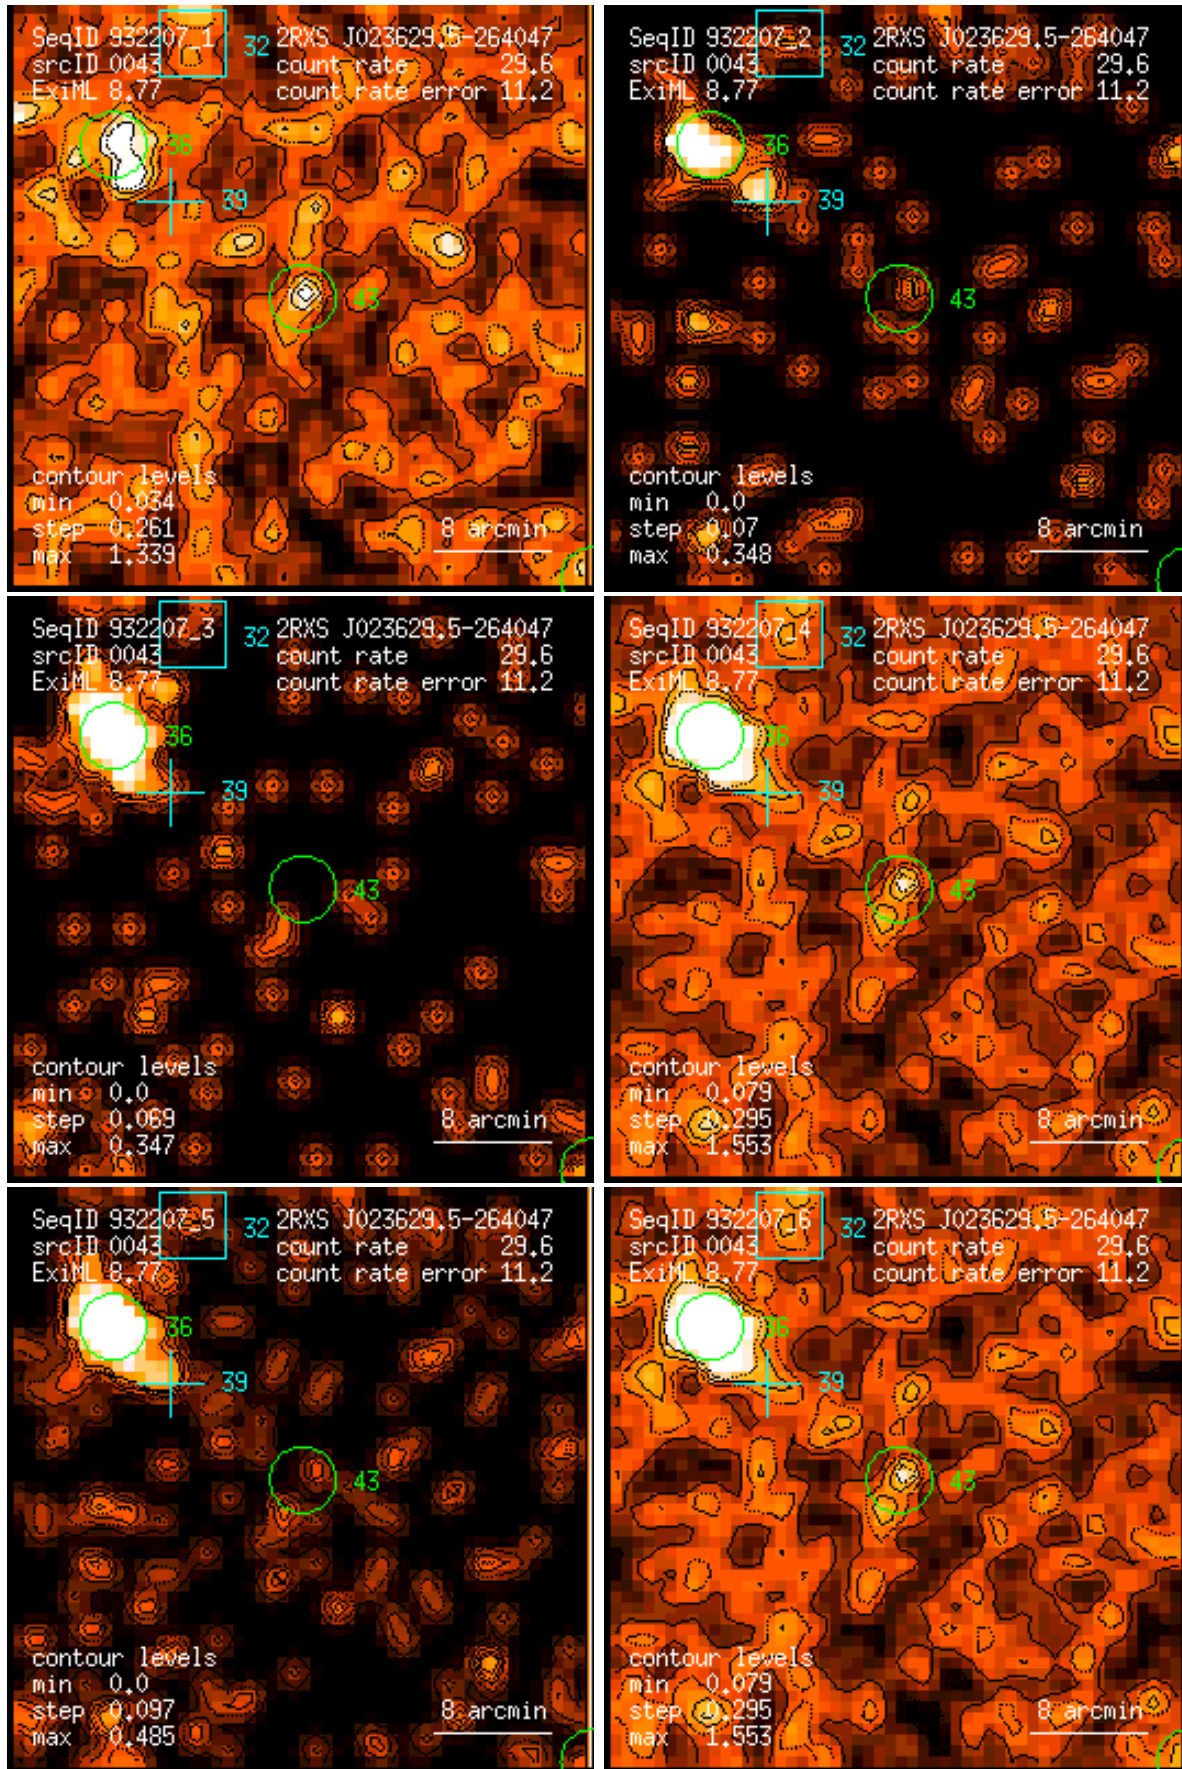 SeqID 932207_1 32 2RXS J023629.5-264047
srcID 0043 count rate 29.6
ExiML 8.77 count rate error 11.2
36
39
43
contour levels
min 0.034
step 0.261 8 arcmin
max 1.339
SeqID 932207_2 32 2RXS J023629.5-264047
srcID 0043 count rate 29.6
ExiML 8.77 count rate error 11.2
36
39
43
contour levels
min 0.0
step 0.07 8 arcmin
max 0.348
SeqID 932207_3 32 2RXS J023629.5-264047
srcID 0043 count rate 29.6
ExiML 8.77 count rate error 11.2
36
39
43
contour levels
min 0.0
step 0.069 8 arcmin
max 0.347
SeqID 932207_4 32 2RXS J023629.5-264047
srcID 0043 count rate 29.6
ExiML 8.77 count rate error 11.2
36
39
43
contour levels
min 0.079
step 0.295 8 arcmin
max 1.553
SeqID 932207_5 32 2RXS J023629.5-264047
srcID 0043 count rate 29.6
ExiML 8.77 count rate error 11.2
36
39
43
contour levels
min 0.0
step 0.097 8 arcmin
max 0.485
SeqID 932207_6 32 2RXS J023629.5-264047
srcID 0043 count rate 29.6
ExiML 8.77 count rate error 11.2
36
39
43
contour levels
min 0.079
step 0.295 8 arcmin
max 1.553